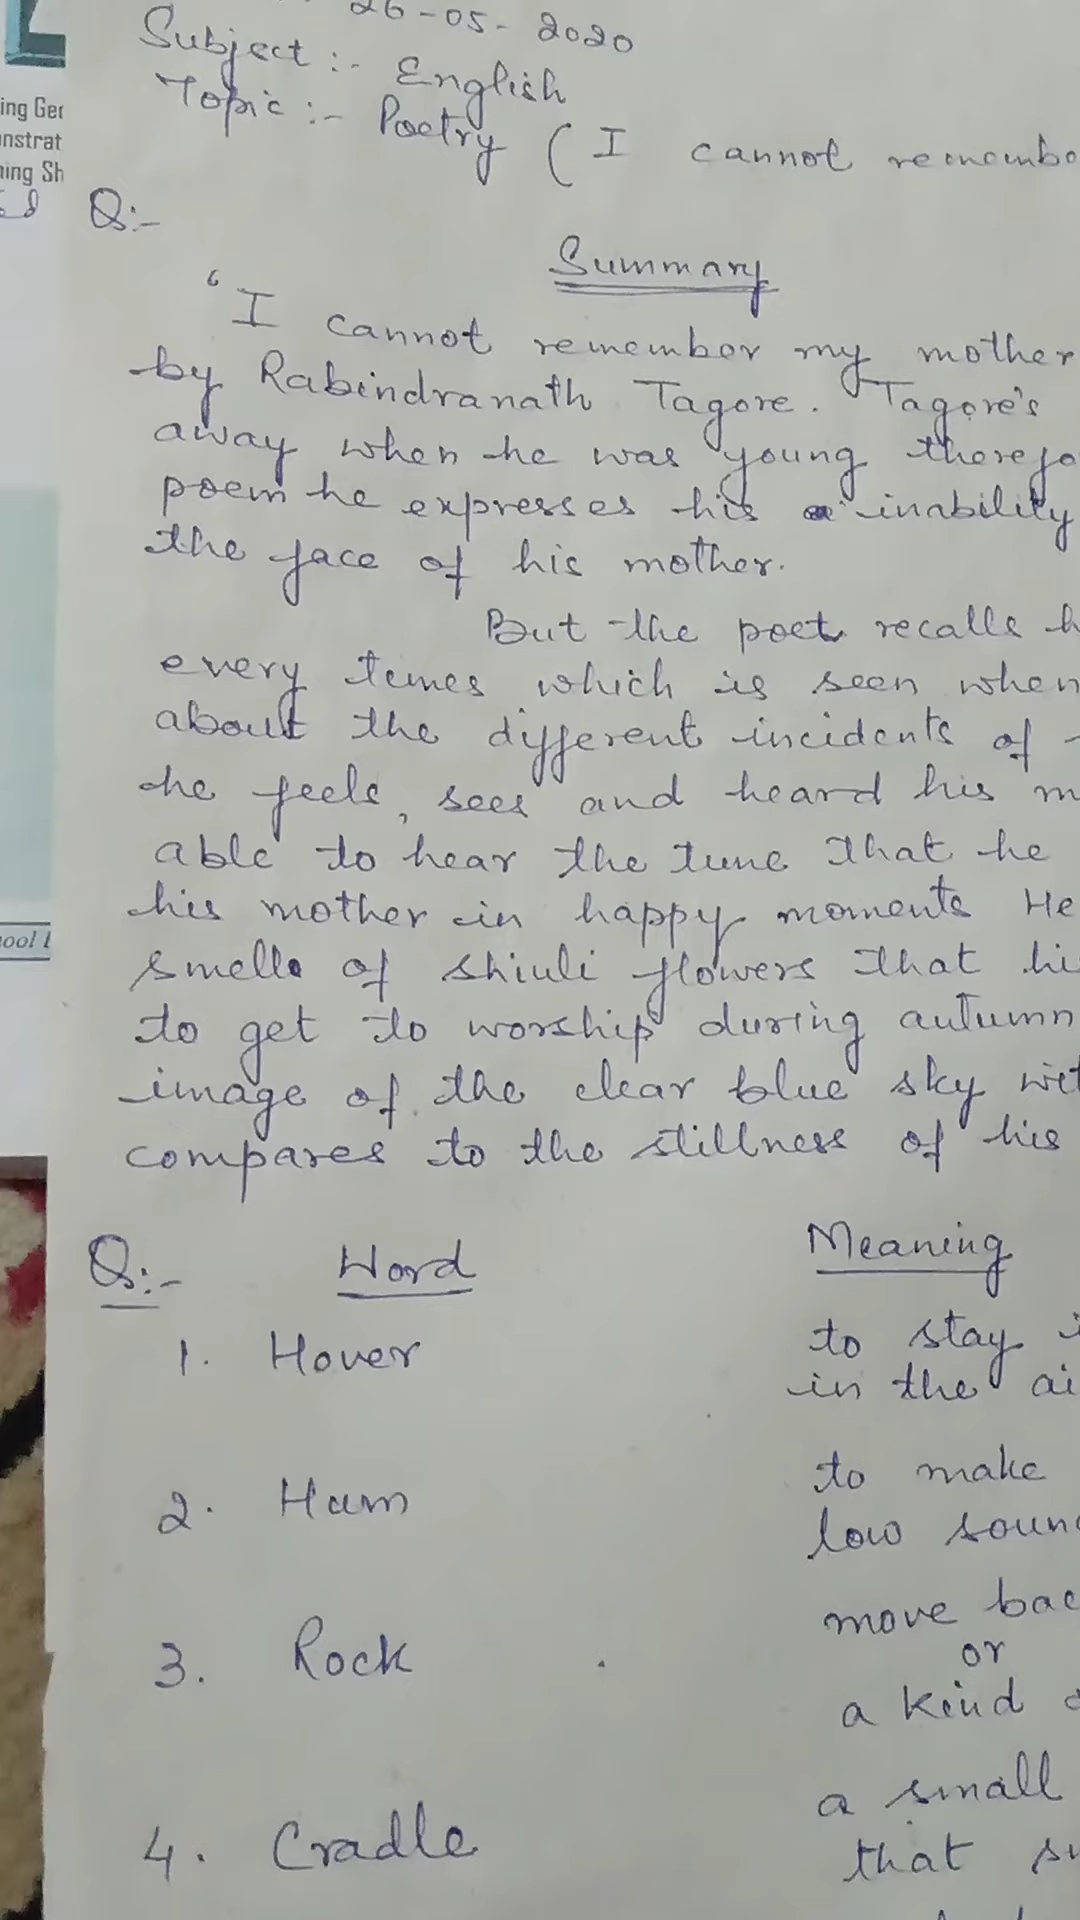 26-05-2020
Subject :- English
Topic :- Poetry ( I cannot remembe
ing Ger
nstrat
ning Sh
Q:-
Summary
'I cannot remember my mother
by Rabindranath Tagore. Tagore's
away when he was young therefo
poem he expresses his inability
the face of his mother.
But the poet recalls h
every times which is seen when
about the different incidents of
he feels, sees and heard his m
able to hear the tune that he
his mother in happy moments He
smells of shiuli flowers that hi
to get to worship during autumn
image of the clear blue sky wit
compares to the stillness of his
ool
Q:- Word Meaning
1. Hover to stay i
in the ai
2. Hum to make
low soun
3. Rock move bac
or
a kind o
4. Cradle a small
that sw